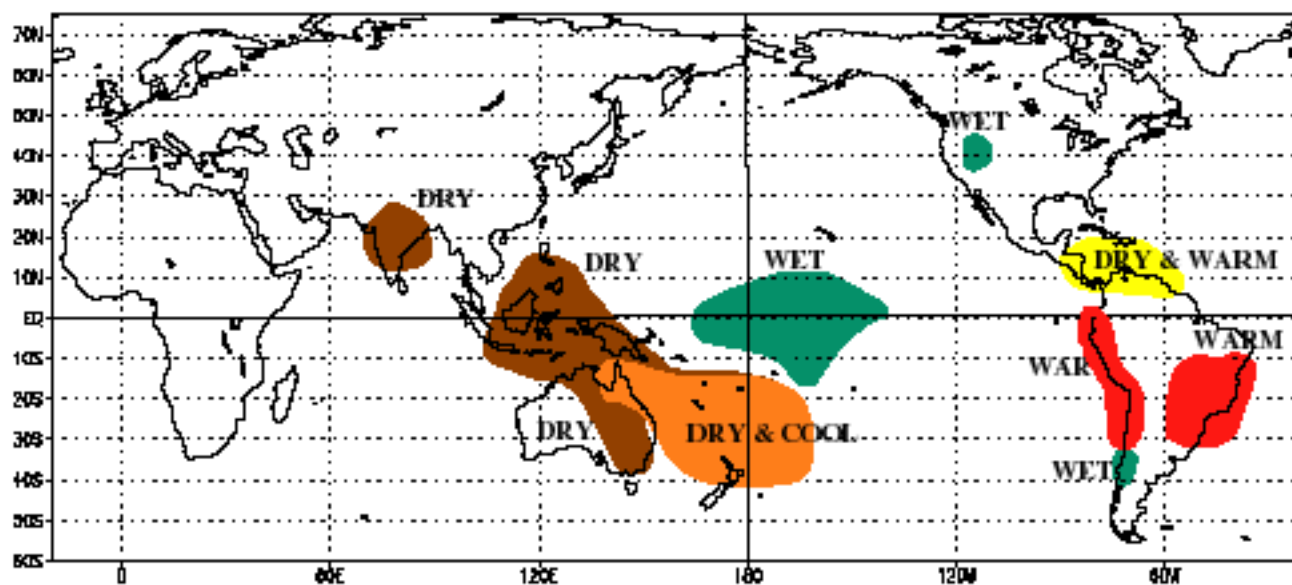 70N
60N
50N
WET
40N
30N
DRY
20N
DRY
WET
DRY & WARM
10N
EQ
10S
WAR
WARM
20S
30S
DRY
DRY & COOL
40S
WET
50S
60S
0
60E
120E
180
120W
60W